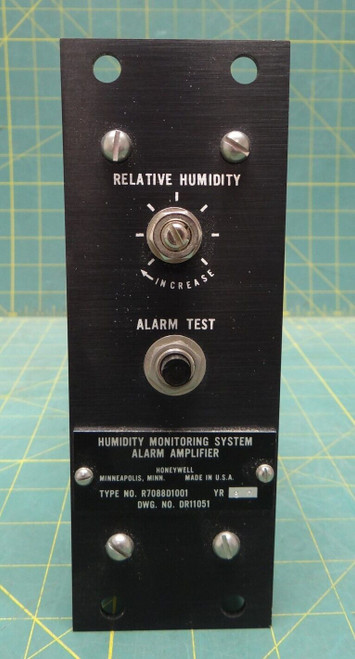 RELATIVE HUMIDITY
INCREASE
ALARM TEST
HUMIDITY MONITORING SYSTEM
ALARM AMPLIFIER
HONEYWELL
MINNEAPOLIS, MINN. MADE IN U.S.A.
TYPE NO. R7088D1001 YR
DWG. NO. DR11051